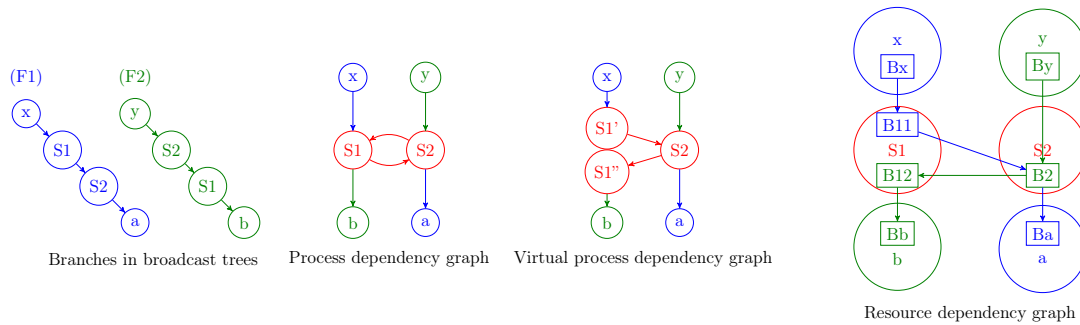 (F1)
x
S1
S2
a
(F2)
y
S2
S1
b
Branches in broadcast trees
x
y
S1
S2
b
a
Process dependency graph
x
y
S1'
S1"
S2
b
a
Virtual process dependency graph
x
Bx
y
By
B11
S1
S2
B12
B2
Bb
b
Ba
a
Resource dependency graph